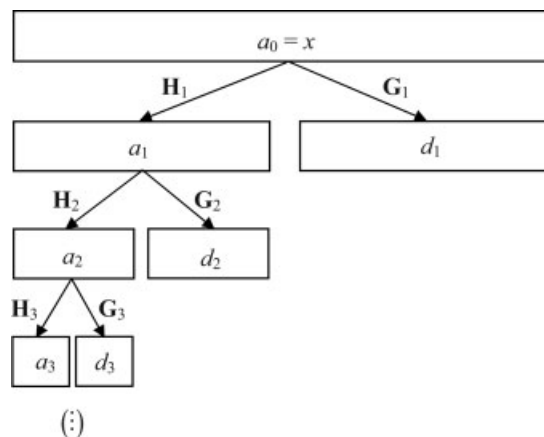 a₀ = x
H₁ G₁
a₁ d₁
H₂ G₂
a₂ d₂
H₃ G₃
a₃ d₃
(⋮)